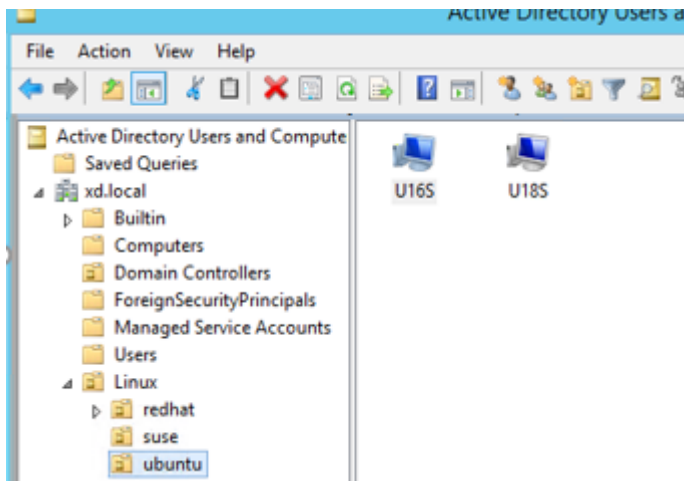 Active Directory Users a
File Action View Help
Active Directory Users and Compute
Saved Queries
xd.local
Builtin
Computers
Domain Controllers
ForeignSecurityPrincipals
Managed Service Accounts
Users
Linux
redhat
suse
ubuntu
U16S U18S